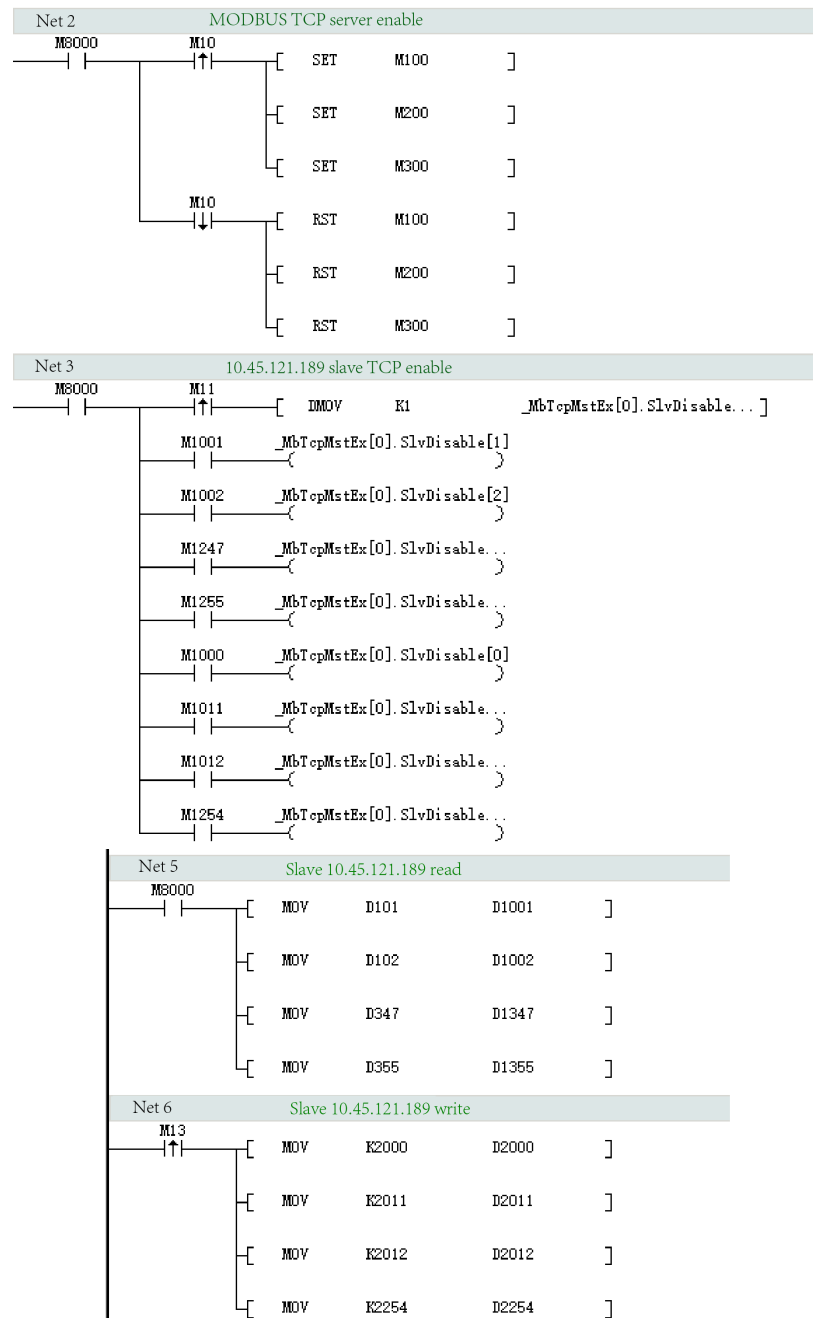 Net 2 MODBUS TCP server enable
M8000 M10
[ SET M100 ]
[ SET M200 ]
[ SET M300 ]
M10
[ RST M100 ]
[ RST M200 ]
[ RST M300 ]
Net 3 10.45.121.189 slave TCP enable
M8000 M11
[ DMOV K1 _MbTcpMstEx[0].SlvDisable... ]
M1001 _MbTcpMstEx[0].SlvDisable[1]
M1002 _MbTcpMstEx[0].SlvDisable[2]
M1247 _MbTcpMstEx[0].SlvDisable...
M1255 _MbTcpMstEx[0].SlvDisable...
M1000 _MbTcpMstEx[0].SlvDisable[0]
M1011 _MbTcpMstEx[0].SlvDisable...
M1012 _MbTcpMstEx[0].SlvDisable...
M1254 _MbTcpMstEx[0].SlvDisable...
Net 5 Slave 10.45.121.189 read
M8000
[ MOV D101 D1001 ]
[ MOV D102 D1002 ]
[ MOV D347 D1347 ]
[ MOV D355 D1355 ]
Net 6 Slave 10.45.121.189 write
M13
[ MOV K2000 D2000 ]
[ MOV K2011 D2011 ]
[ MOV K2012 D2012 ]
[ MOV K2254 D2254 ]